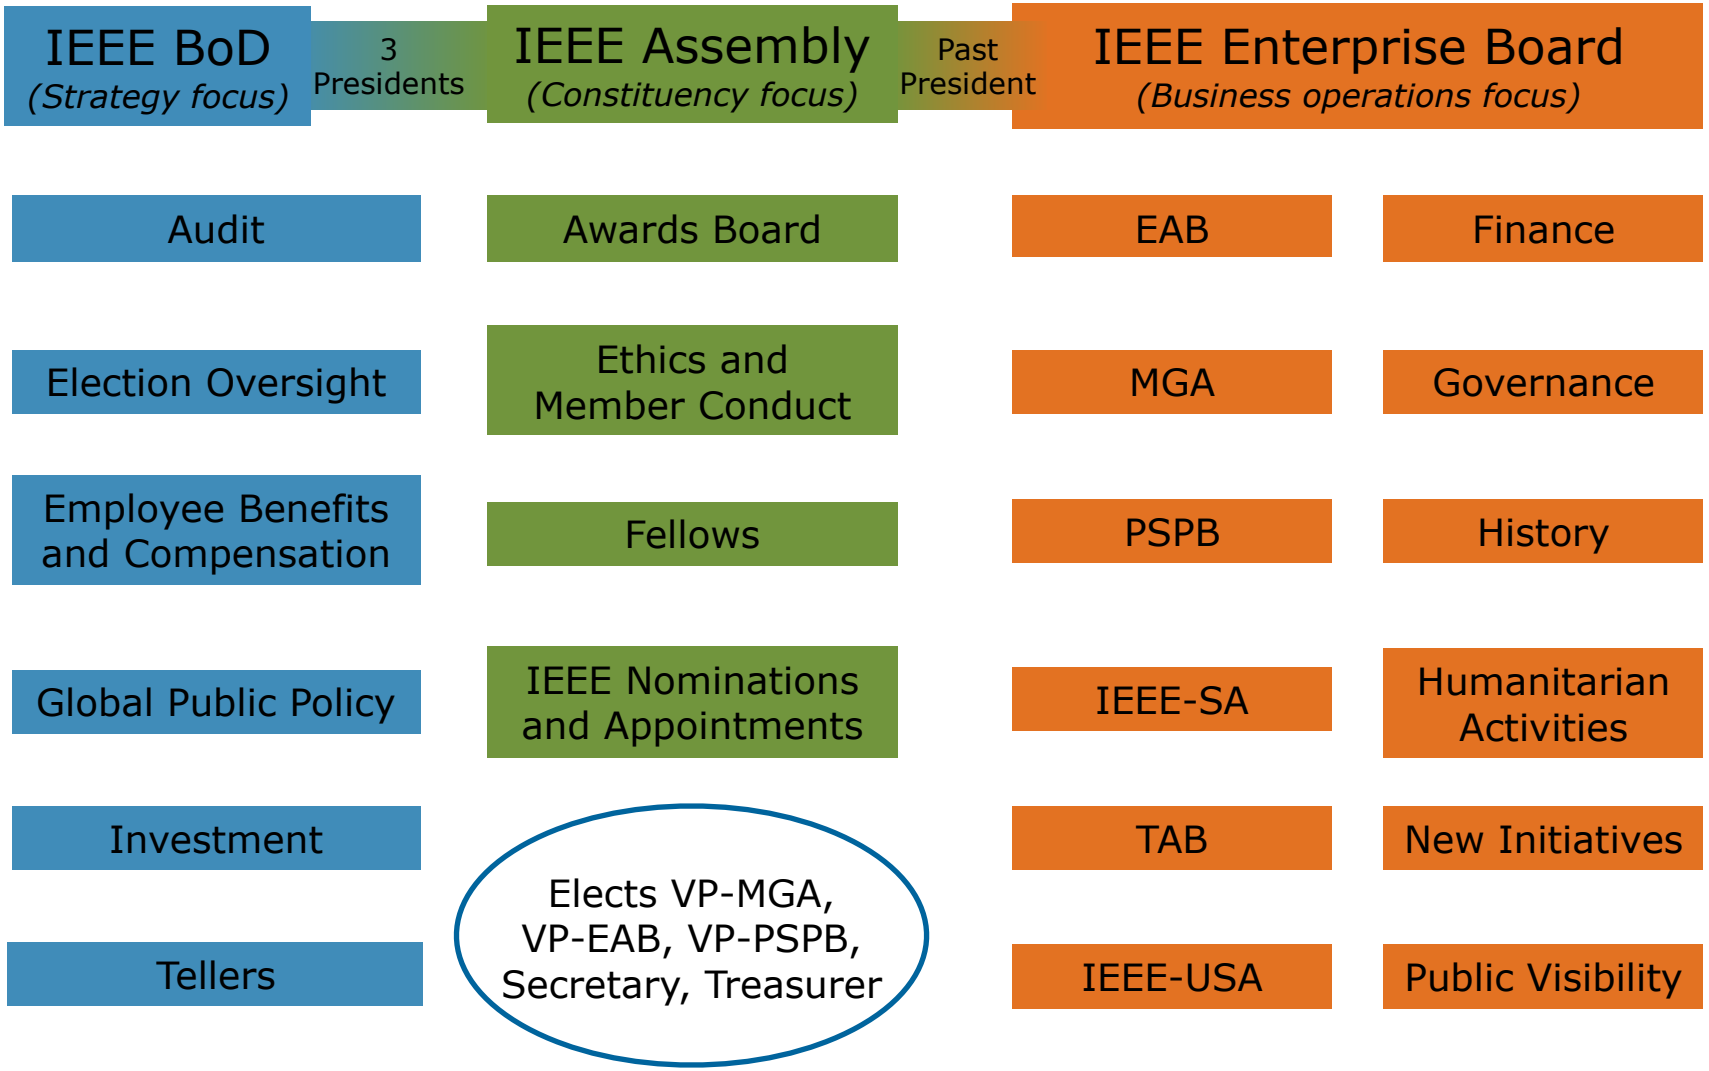 IEEE BoD
(Strategy focus)
3
Presidents
IEEE Assembly
(Constituency focus)
Past
President
IEEE Enterprise Board
(Business operations focus)
Audit
Election Oversight
Employee Benefits
and Compensation
Global Public Policy
Investment
Tellers
Awards Board
Ethics and
Member Conduct
Fellows
IEEE Nominations
and Appointments
Elects VP-MGA,
VP-EAB, VP-PSPB,
Secretary, Treasurer
EAB
MGA
PSPB
IEEE-SA
TAB
IEEE-USA
Finance
Governance
History
Humanitarian
Activities
New Initiatives
Public Visibility